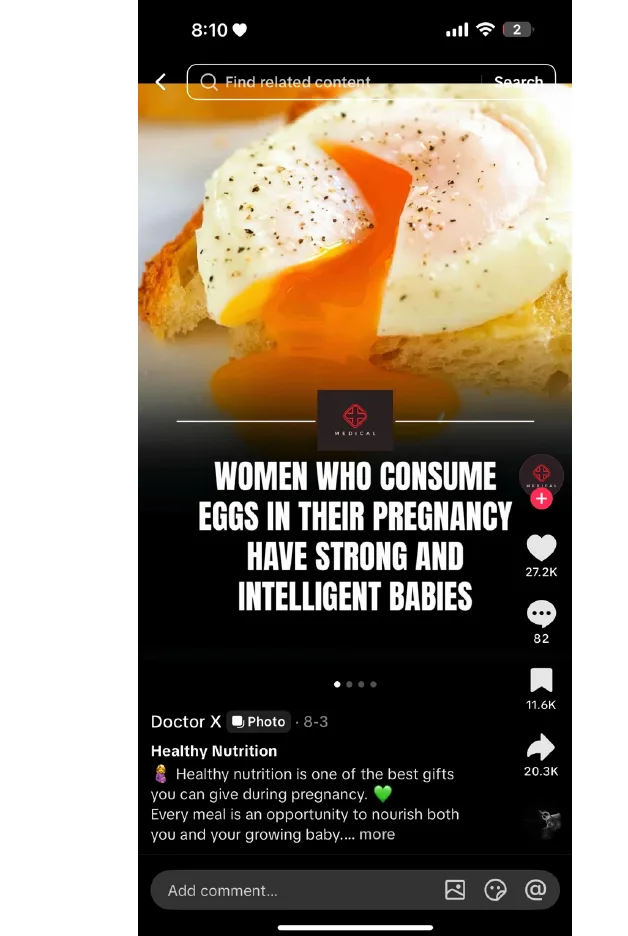 8:10
2
Find related content
Search
MEDICAL
WOMEN WHO CONSUME
EGGS IN THEIR PREGNANCY
HAVE STRONG AND
INTELLIGENT BABIES
MEDICAL
27.2K
82
11.6K
20.3K
Doctor X Photo · 8-3
Healthy Nutrition
🤰 Healthy nutrition is one of the best gifts
you can give during pregnancy. 💚
Every meal is an opportunity to nourish both
you and your growing baby.... more
Add comment...